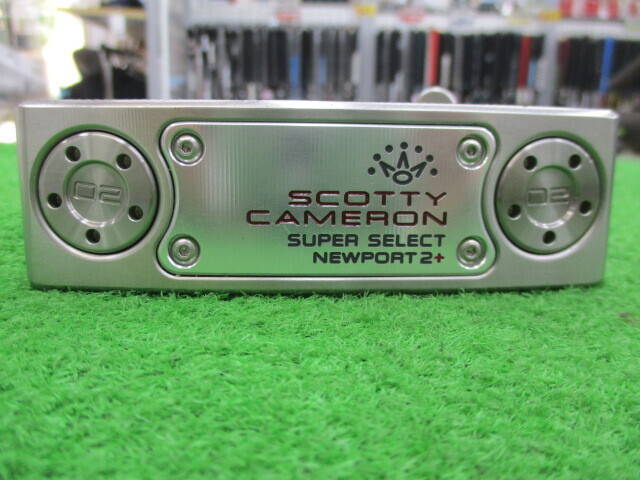 SCOTTY
CAMERON
SUPER SELECT
NEWPORT 2+
02
02